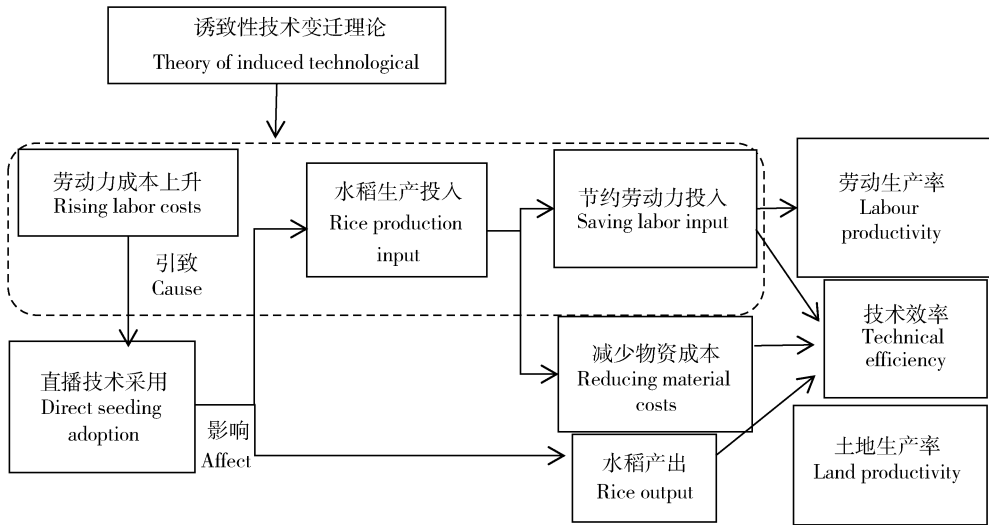 诱致性技术变迁理论
Theory of induced technological
劳动力成本上升
Rising labor costs
引致
Cause
直播技术采用
Direct seeding
adoption
影响
Affect
水稻生产投入
Rice production
input
节约劳动力投入
Saving labor input
减少物资成本
Reducing material
costs
水稻产出
Rice output
劳动生产率
Labour
productivity
技术效率
Technical
efficiency
土地生产率
Land productivity